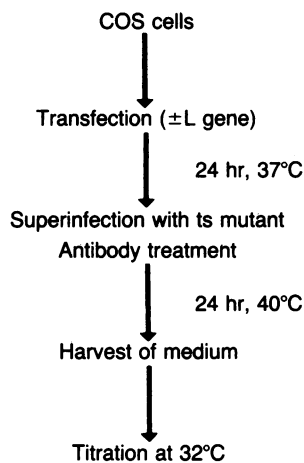 COS cells
Transfection (±L gene)
24 hr, 37°C
Superinfection with ts mutant
Antibody treatment
24 hr, 40°C
Harvest of medium
Titration at 32°C